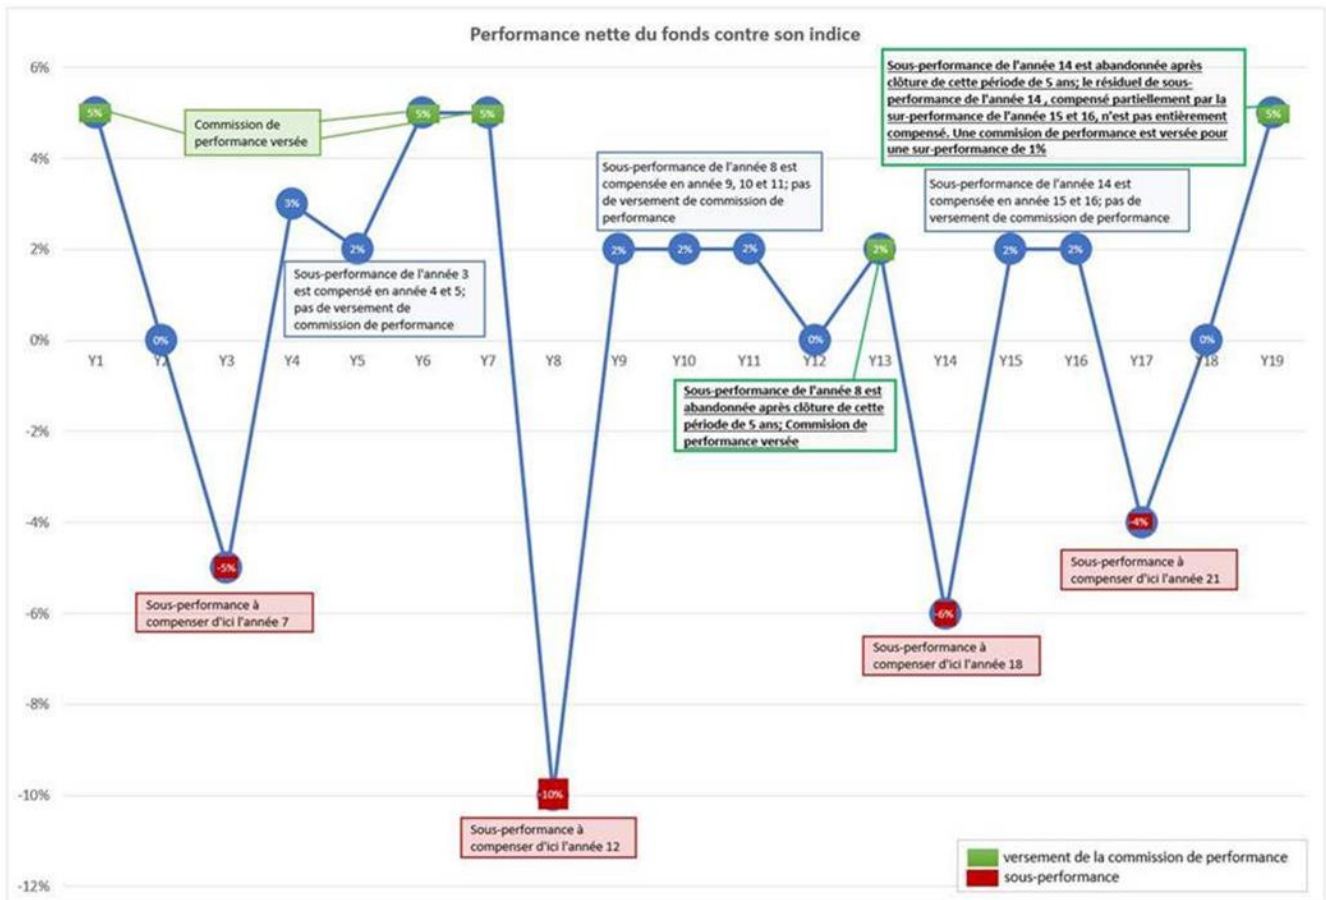 Performance nette du fonds contre son indice
6%
4%
2%
0%
-2%
-4%
-6%
-8%
-10%
-12%
Y1
Y2
Y3
Y4
Y5
Y6
Y7
Y8
Y9
Y10
Y11
Y12
Y13
Y14
Y15
Y16
Y17
Y18
Y19
5%
0%
-5%
3%
2%
5%
5%
-10%
2%
2%
2%
0%
2%
-6%
2%
2%
-4%
0%
5%
Commission de
performance versée
Sous-performance à
compenser d'ici l'année 7
Sous-performance de l'année 3
est compensé en année 4 et 5;
pas de versement de
commission de performance
Sous-performance à
compenser d'ici l'année 12
Sous-performance de l'année 8 est
compensée en année 9, 10 et 11; pas
de versement de commission de
performance
Sous-performance de l'année 8 est
abandonnée après clôture de cette
période de 5 ans; Commision de
performance versée
Sous-performance à
compenser d'ici l'année 18
Sous-performance de l'année 14 est
compensée en année 15 et 16; pas de
versement de commission de performance
Sous-performance à
compenser d'ici l'année 21
Sous-performance de l'année 14 est abandonnée après
clôture de cette période de 5 ans; le résiduel de sous-
performance de l'année 14 , compensé partiellement par la
sur-performance de l'année 15 et 16, n'est pas entièrement
compensé. Une commision de performance est versée pour
une sur-performance de 1%
versement de la commission de performance
sous-performance